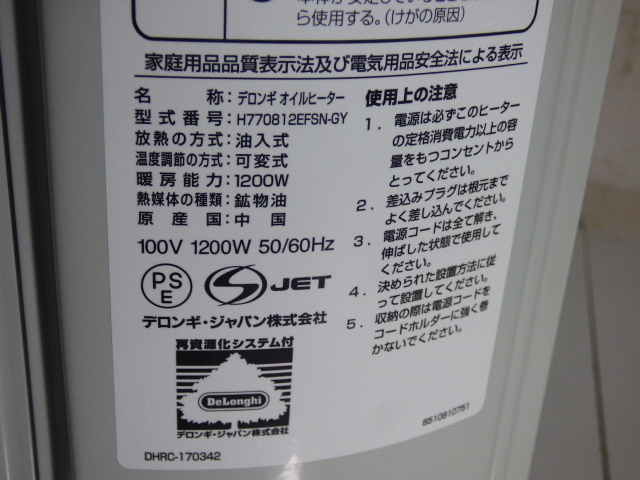 ら使用する。(けがの原因)
家庭用品品質表示法及び電気用品安全法による表示
名 称:デロンギ オイルヒーター
型式番号:H770812EFSN-GY
放熱の方式:油入式
温度調節の方式:可変式
暖房能力:1200W
熱媒体の種類:鉱物油
原産国:中国
100V 1200W 50/60Hz
PSE
S JET
デロンギ・ジャパン株式会社
再資源化システム付
DeLonghi
デロンギ・ジャパン株式会社
DHRC-170342
使用上の注意
1. 電源は必ずこのヒーター
の定格消費電力以上の容
量をもつコンセントから
とってください。
2. 差込みプラグは根元まで
よく差し込んでください。
3. 電源コードは全て解き、
伸ばした状態で使用して
ください。
4. 決められた設置方法に従
って設置してください。
5. 収納の際は電源コードを
コードホルダーに強く巻
かないでください。
6510810751